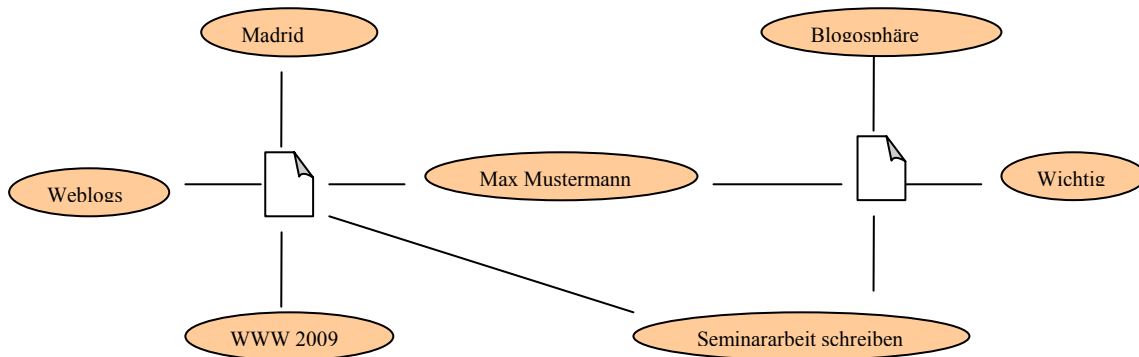 Madrid
Blogosphäre
Weblogs
Max Mustermann
Wichtig
WWW 2009
Seminararbeit schreiben